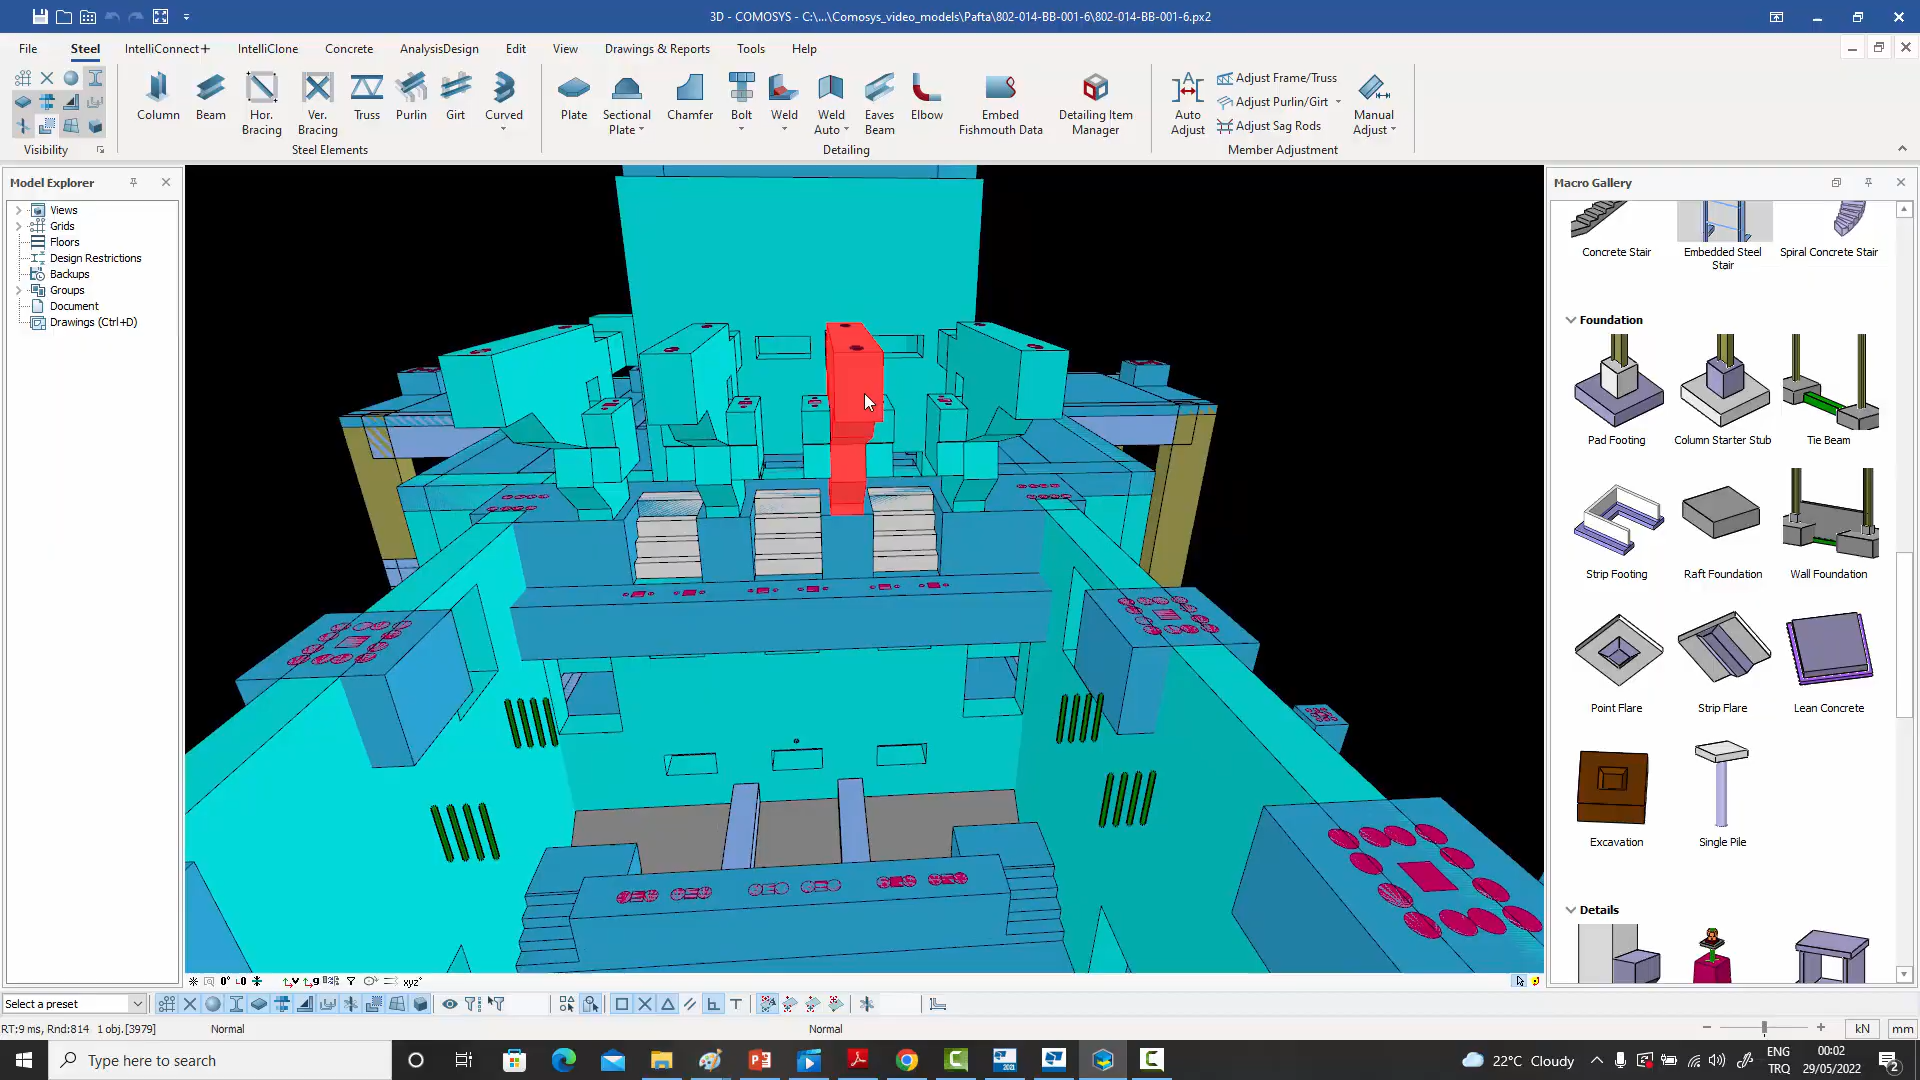 3D - COMOSYS - C:\...\Comosys_video_models\Pafta\802-014-BB-001-6\802-014-BB-001-6.px2
File Steel IntelliConnect+ IntelliClone Concrete AnalysisDesign Edit View Drawings & Reports Tools Help
Column Beam Hor. Bracing Ver. Bracing Truss Purlin Girt Curved
Plate Sectional Plate Chamfer Bolt Weld Weld Auto Eaves Beam Elbow Embed Fishmouth Data Detailing Item Manager
Auto Adjust
Adjust Frame/Truss
Adjust Purlin/Girt
Adjust Sag Rods
Manual Adjust
Visibility Steel Elements Detailing Member Adjustment
Model Explorer
Views
Grids
Floors
Design Restrictions
Backups
Groups
Document
Drawings (Ctrl+D)
Macro Gallery
Concrete Stair Embedded Steel Stair Spiral Concrete Stair
Foundation
Pad Footing Column Starter Stub Tie Beam
Strip Footing Raft Foundation Wall Foundation
Point Flare Strip Flare Lean Concrete
Excavation Single Pile
Details
Select a preset
RT:9 ms, Rnd:814 1 obj.[3979] Normal Normal kN mm
Type here to search
22°C Cloudy
ENG
TRQ
00:02
29/05/2022
2